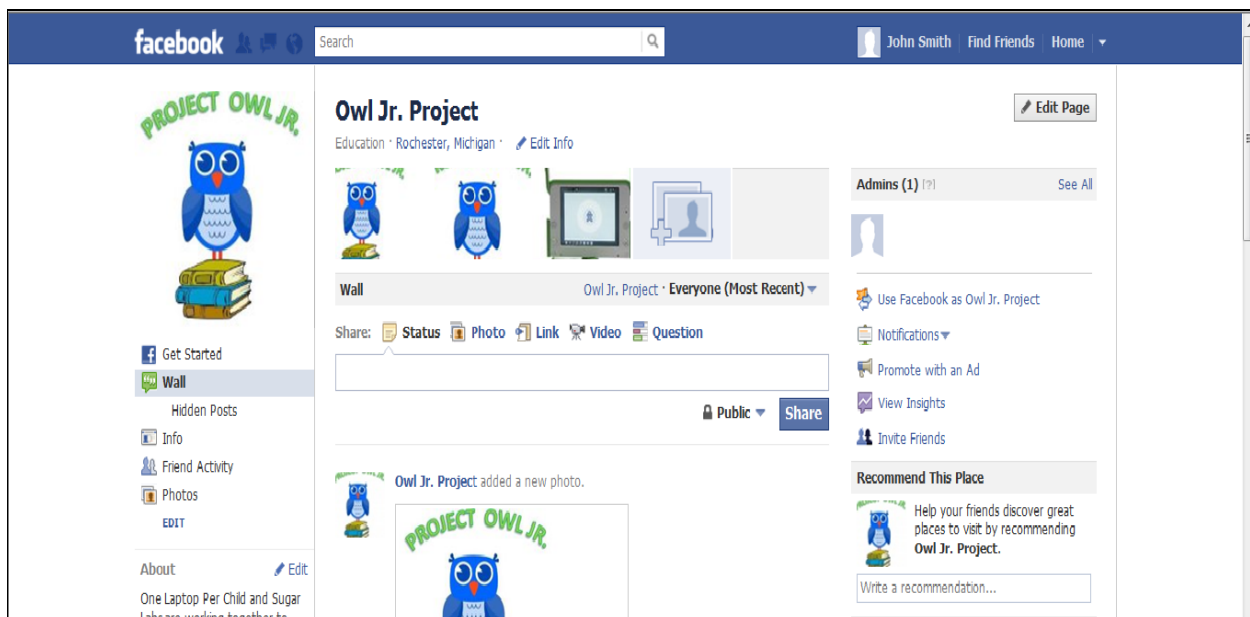 facebook
Search
John Smith
Find Friends
Home
PROJECT OWL JR.
Owl Jr. Project
Education · Rochester, Michigan ·
Edit Info
Edit Page
Admins (1) [?]
See All
Wall
Owl Jr. Project · Everyone (Most Recent)
Share: Status Photo Link Video Question
Public
Share
Use Facebook as Owl Jr. Project
Notifications
Promote with an Ad
View Insights
Invite Friends
Get Started
Wall
Hidden Posts
Info
Friend Activity
Photos
EDIT
About
Edit
One Laptop Per Child and Sugar
Labs are working together to
Owl Jr. Project added a new photo.
PROJECT OWL JR.
Recommend This Place
Help your friends discover great
places to visit by recommending
Owl Jr. Project.
Write a recommendation...